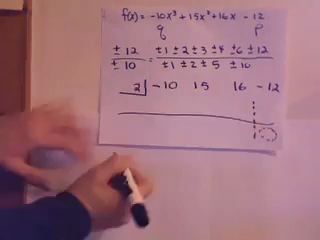 f(x) = -10x³ + 15x² + 16x - 12
q p
± 12 / ± 10 = ±1 ±2 ±3 ±4 ±6 ±12 / ±1 ±2 ±5 ±10
2 -10 15 16 -12